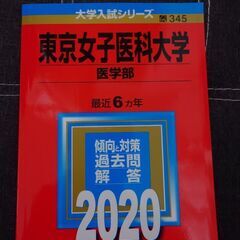 大学入試シリーズ
345
東京女子医科大学
医学部
最近6カ年
傾向と対策
過去問
解答
2020